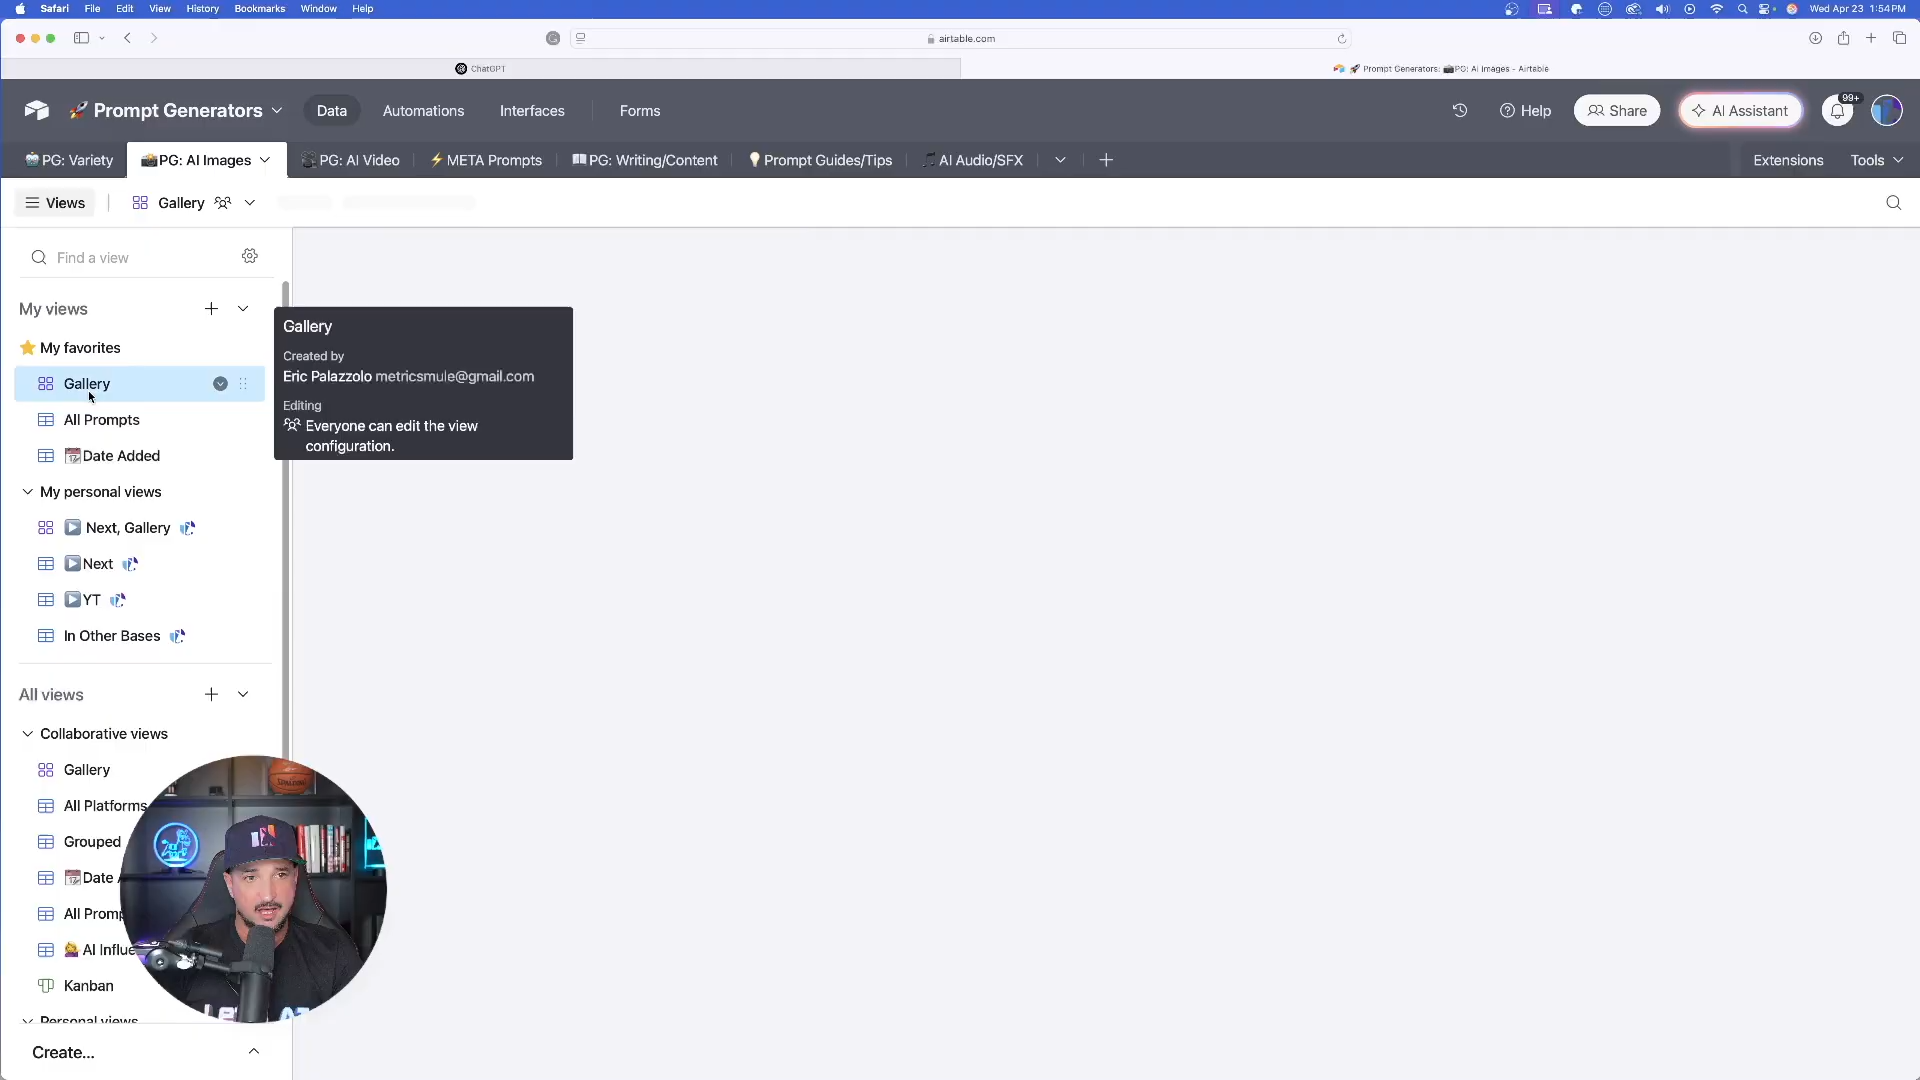 Safari File Edit View History Bookmarks Window Help Wed Apr 23 1:54 PM
airtable.com
ChatGPT
🚀 Prompt Generators: 📸PG: AI Images - Airtable
🚀 Prompt Generators Data Automations Interfaces Forms Help Share AI Assistant 99+
PG: Variety 📸PG: AI Images PG: AI Video ⚡META Prompts 📖PG: Writing/Content 💡Prompt Guides/Tips 🎵AI Audio/SFX Extensions Tools
Views Gallery
Find a view
My views
Gallery
Created by
Eric Palazzolo metricsmule@gmail.com
Editing
Everyone can edit the view
configuration.
⭐ My favorites
Gallery
All Prompts
📆Date Added
My personal views
▶️ Next, Gallery
▶️Next
▶️YT
In Other Bases
All views
Collaborative views
Gallery
All Platforms
Grouped
📆Date
All Promp
AI Influe
Kanban
Personal views
Create...